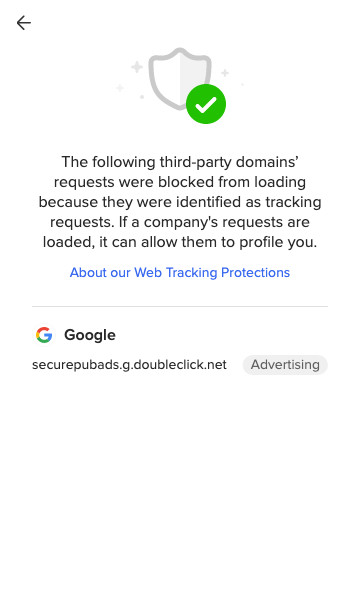 The following third-party domains’
requests were blocked from loading
because they were identified as tracking
requests. If a company's requests are
loaded, it can allow them to profile you.
About our Web Tracking Protections
Google
securepubads.g.doubleclick.net Advertising